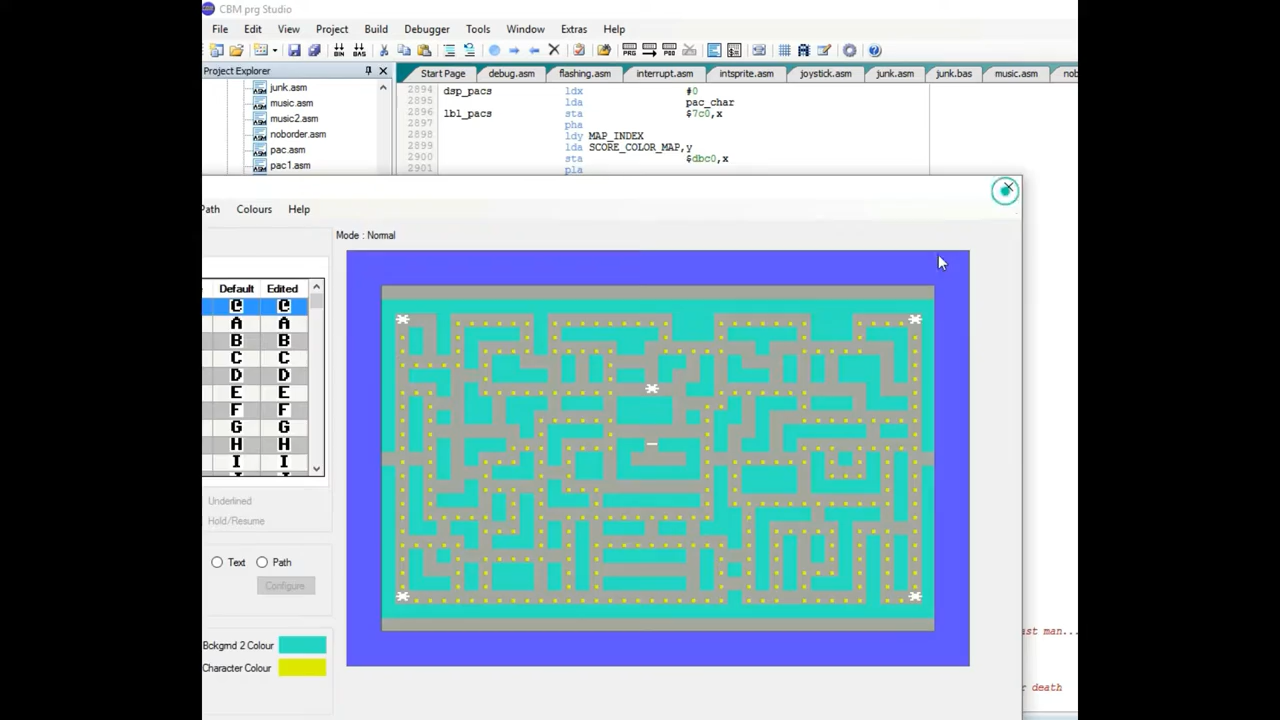 CBM prg Studio
File Edit View Project Build Debugger Tools Window Extras Help
Project Explorer
Start Page debug.asm flashing.asm interrupt.asm intsprite.asm joystick.asm junk.asm junk.bas music.asm
junk.asm
music.asm
music2.asm
noborder.asm
pac.asm
pac1.asm
2894 dsp_pacs ldx #0
2895 lda pac_char
2896 lbl_pacs sta $7c0,x
2897 pha
2898 ldy MAP_INDEX
2899 lda SCORE_COLOR_MAP,y
2900 sta $dbc0,x
2901 pla
Path Colours Help
Mode : Normal
Default Edited
@ @
A A
B B
C C
D D
E E
F F
G G
H H
I I
Underlined
Hold/Resume
Text Path
Configure
Bckgrnd 2 Colour
Character Colour
ast man...
r death